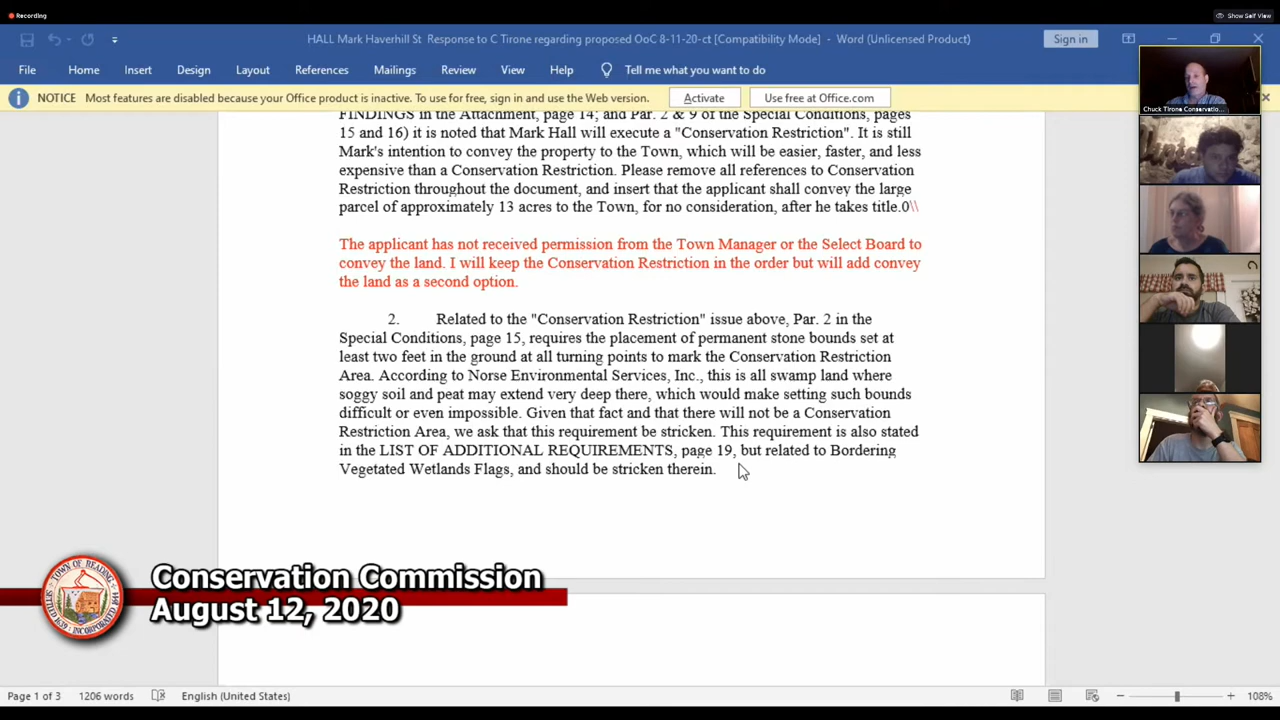 Recording
Show Self View
HALL Mark Haverhill St Response to C Tirone regarding proposed OoC 8-11-20-ct [Compatibility Mode] - Word (Unlicensed Product)
Sign in
File Home Insert Design Layout References Mailings Review View Help Tell me what you want to do
NOTICE Most features are disabled because your Office product is inactive. To use for free, sign in and use the Web version. Activate Use free at Office.com
Chuck Tirone Conservatio...
FINDINGS in the Attachment, page 14; and Par. 2 & 9 of the Special Conditions, pages
15 and 16) it is noted that Mark Hall will execute a "Conservation Restriction". It is still
Mark's intention to convey the property to the Town, which will be easier, faster, and less
expensive than a Conservation Restriction. Please remove all references to Conservation
Restriction throughout the document, and insert that the applicant shall convey the large
parcel of approximately 13 acres to the Town, for no consideration, after he takes title.0\\
The applicant has not received permission from the Town Manager or the Select Board to
convey the land. I will keep the Conservation Restriction in the order but will add convey
the land as a second option.
2. Related to the "Conservation Restriction" issue above, Par. 2 in the
Special Conditions, page 15, requires the placement of permanent stone bounds set at
least two feet in the ground at all turning points to mark the Conservation Restriction
Area. According to Norse Environmental Services, Inc., this is all swamp land where
soggy soil and peat may extend very deep there, which would make setting such bounds
difficult or even impossible. Given that fact and that there will not be a Conservation
Restriction Area, we ask that this requirement be stricken. This requirement is also stated
in the LIST OF ADDITIONAL REQUIREMENTS, page 19, but related to Bordering
Vegetated Wetlands Flags, and should be stricken therein.
TOWN OF READING
SETTLED 1639 INCORPORATED 1644
Conservation Commission
August 12, 2020
Page 1 of 3 1206 words English (United States) 108%